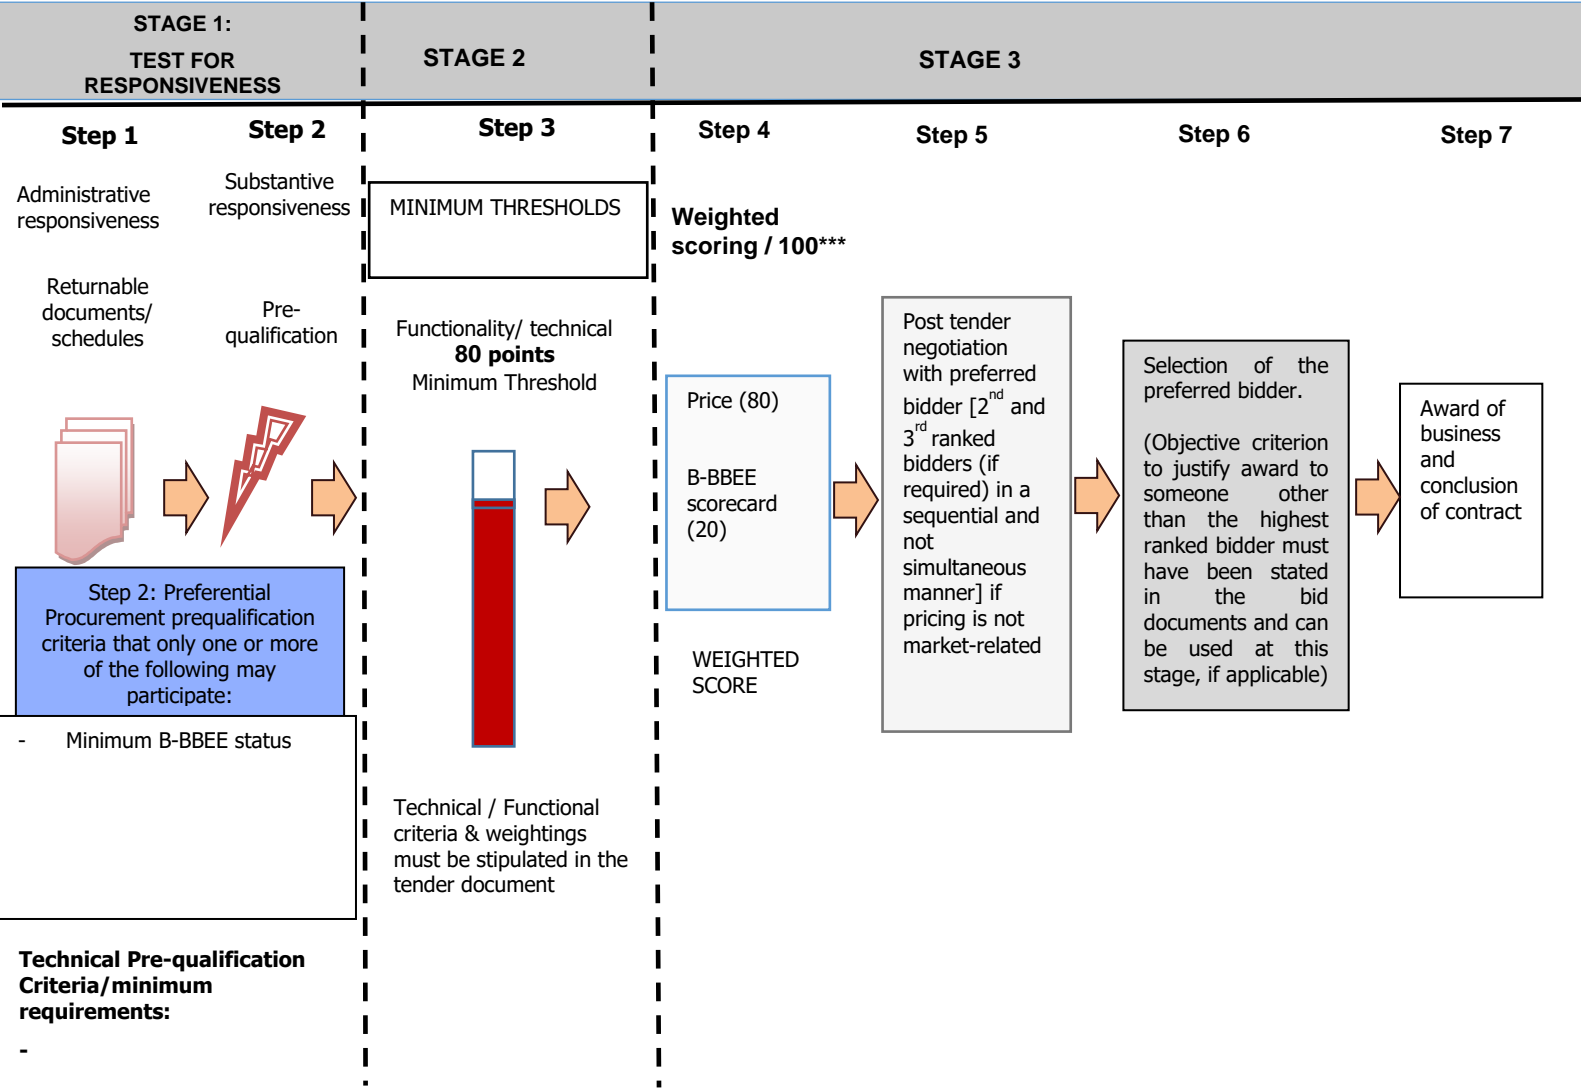 STAGE 1:
TEST FOR
RESPONSIVENESS
STAGE 2
STAGE 3
Step 1
Step 2
Step 3
Step 4
Step 5
Step 6
Step 7
Administrative
responsiveness
Substantive
responsiveness
Returnable
documents/
schedules
Pre-
qualification
Step 2: Preferential
Procurement prequalification
criteria that only one or more
of the following may
participate:
- Minimum B-BBEE status
Technical Pre-qualification
Criteria/minimum
requirements:
-
MINIMUM THRESHOLDS
Functionality/ technical
80 points
Minimum Threshold
Technical / Functional
criteria & weightings
must be stipulated in the
tender document
Weighted
scoring / 100***
Price (80)
B-BBEE
scorecard
(20)
WEIGHTED
SCORE
Post tender
negotiation
with preferred
bidder [2nd and
3rd ranked
bidders (if
required) in a
sequential and
not
simultaneous
manner] if
pricing is not
market-related
Selection of the
preferred bidder.
(Objective criterion
to justify award to
someone other
than the highest
ranked bidder must
have been stated
in the bid
documents and can
be used at this
stage, if applicable)
Award of
business
and
conclusion
of contract